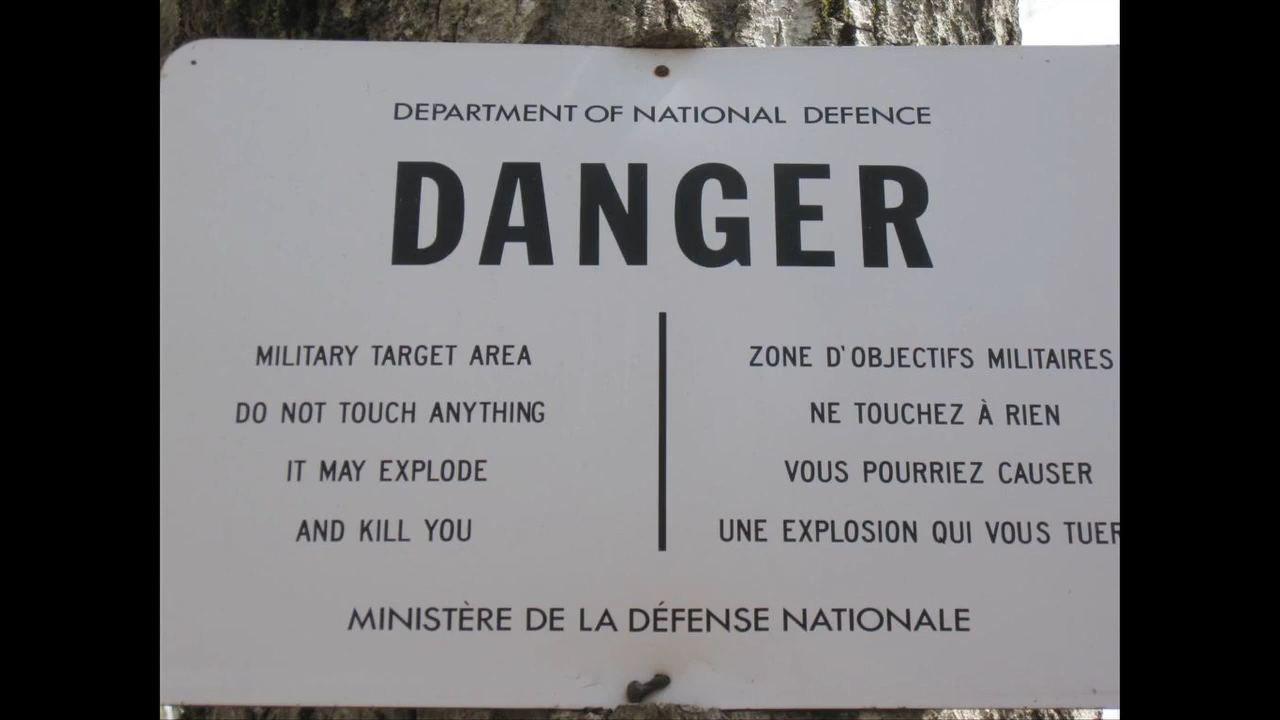 DEPARTMENT OF NATIONAL DEFENCE
DANGER
MILITARY TARGET AREA
DO NOT TOUCH ANYTHING
IT MAY EXPLODE
AND KILL YOU
ZONE D'OBJECTIFS MILITAIRES
NE TOUCHEZ À RIEN
VOUS POURRIEZ CAUSER
UNE EXPLOSION QUI VOUS
MINISTÈRE DE LA DÉFENSE NATIONALE